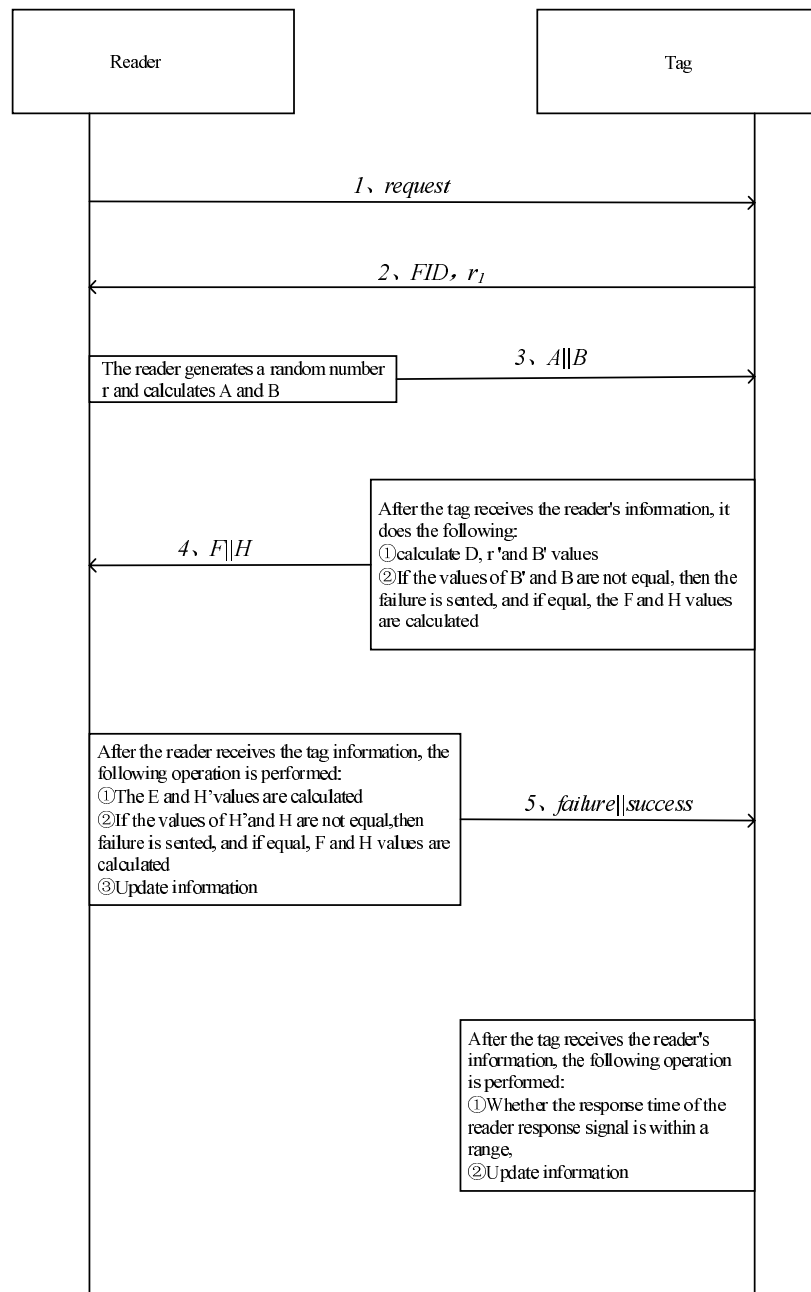 Reader
Tag
1、request
2、FID，r1
The reader generates a random number
r and calculates A and B
3、A||B
After the tag receives the reader's information, it
does the following:
①calculate D, r 'and B' values
②If the values of B' and B are not equal, then the
failure is sented, and if equal, the F and H values
are calculated
4、F||H
After the reader receives the tag information, the
following operation is performed:
①The E and H’values are calculated
②If the values of H’and H are not equal,then
failure is sented, and if equal, F and H values are
calculated
③Update information
5、failure||success
After the tag receives the reader's
information, the following operation
is performed:
①Whether the response time of the
reader response signal is within a
range,
②Update information